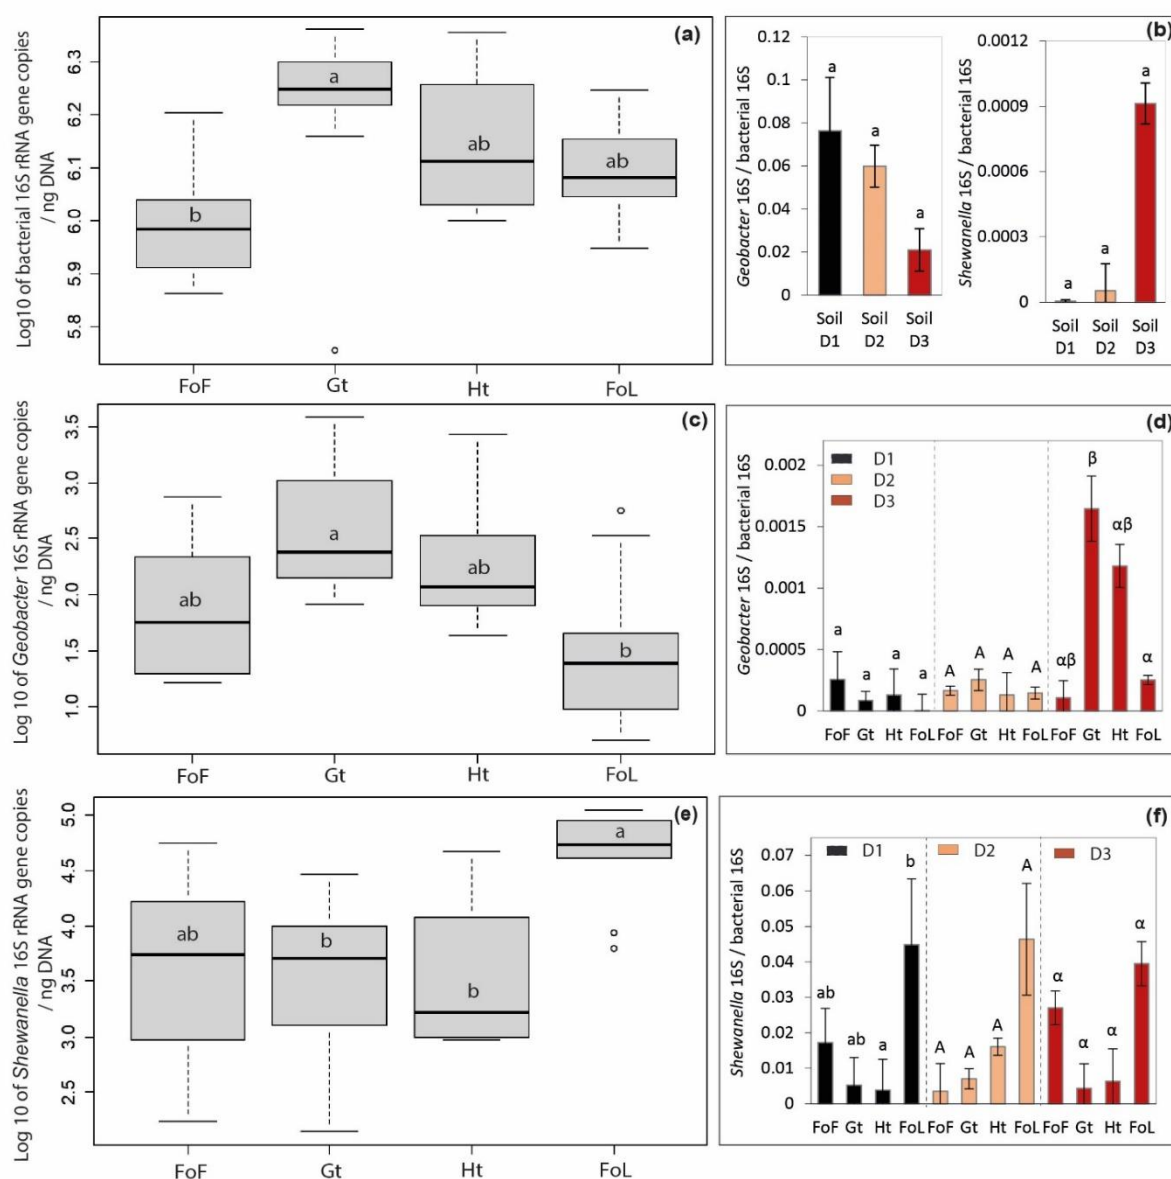 (a)
Log10 of bacterial 16S rRNA gene copies
/ ng DNA
6.3
6.2
6.1
6.0
5.9
5.8
b
a
ab
ab
FoF Gt Ht FoL
(b)
Geobacter 16S / bacterial 16S
0.12
0.1
0.08
0.06
0.04
0.02
0
a
a
a
Soil Soil Soil
D1 D2 D3
Shewanella 16S / bacterial 16S
0.0012
0.0009
0.0006
0.0003
0
a
a
a
Soil Soil Soil
D1 D2 D3
(c)
Log 10 of Geobacter 16S rRNA gene copies
/ ng DNA
3.5
3.0
2.5
2.0
1.5
1.0
ab
a
ab
b
FoF Gt Ht FoL
(d)
Geobacter 16S / bacterial 16S
0.002
0.0015
0.001
0.0005
0
D1
D2
D3
a a a a
A A A A
αβ β αβ α
FoF Gt Ht FoL FoF Gt Ht FoL FoF Gt Ht FoL
(e)
Log 10 of Shewanella 16S rRNA gene copies
/ ng DNA
5.0
4.5
4.0
3.5
3.0
2.5
ab
b
b
a
FoF Gt Ht FoL
(f)
Shewanella 16S / bacterial 16S
0.07
0.06
0.05
0.04
0.03
0.02
0.01
0
D1 D2 D3
ab ab a b
A A A A
α α α α
FoF Gt Ht FoL FoF Gt Ht FoL FoF Gt Ht FoL